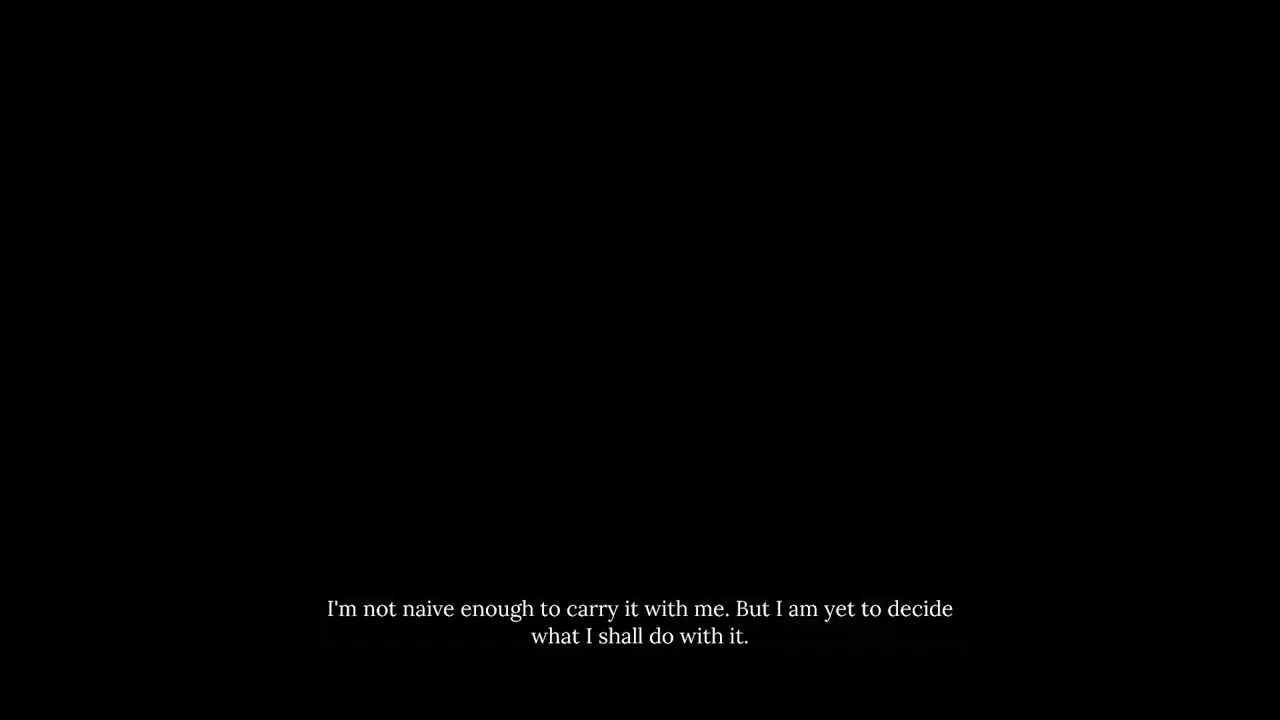 I'm not naive enough to carry it with me. But I am yet to decide
what I shall do with it.